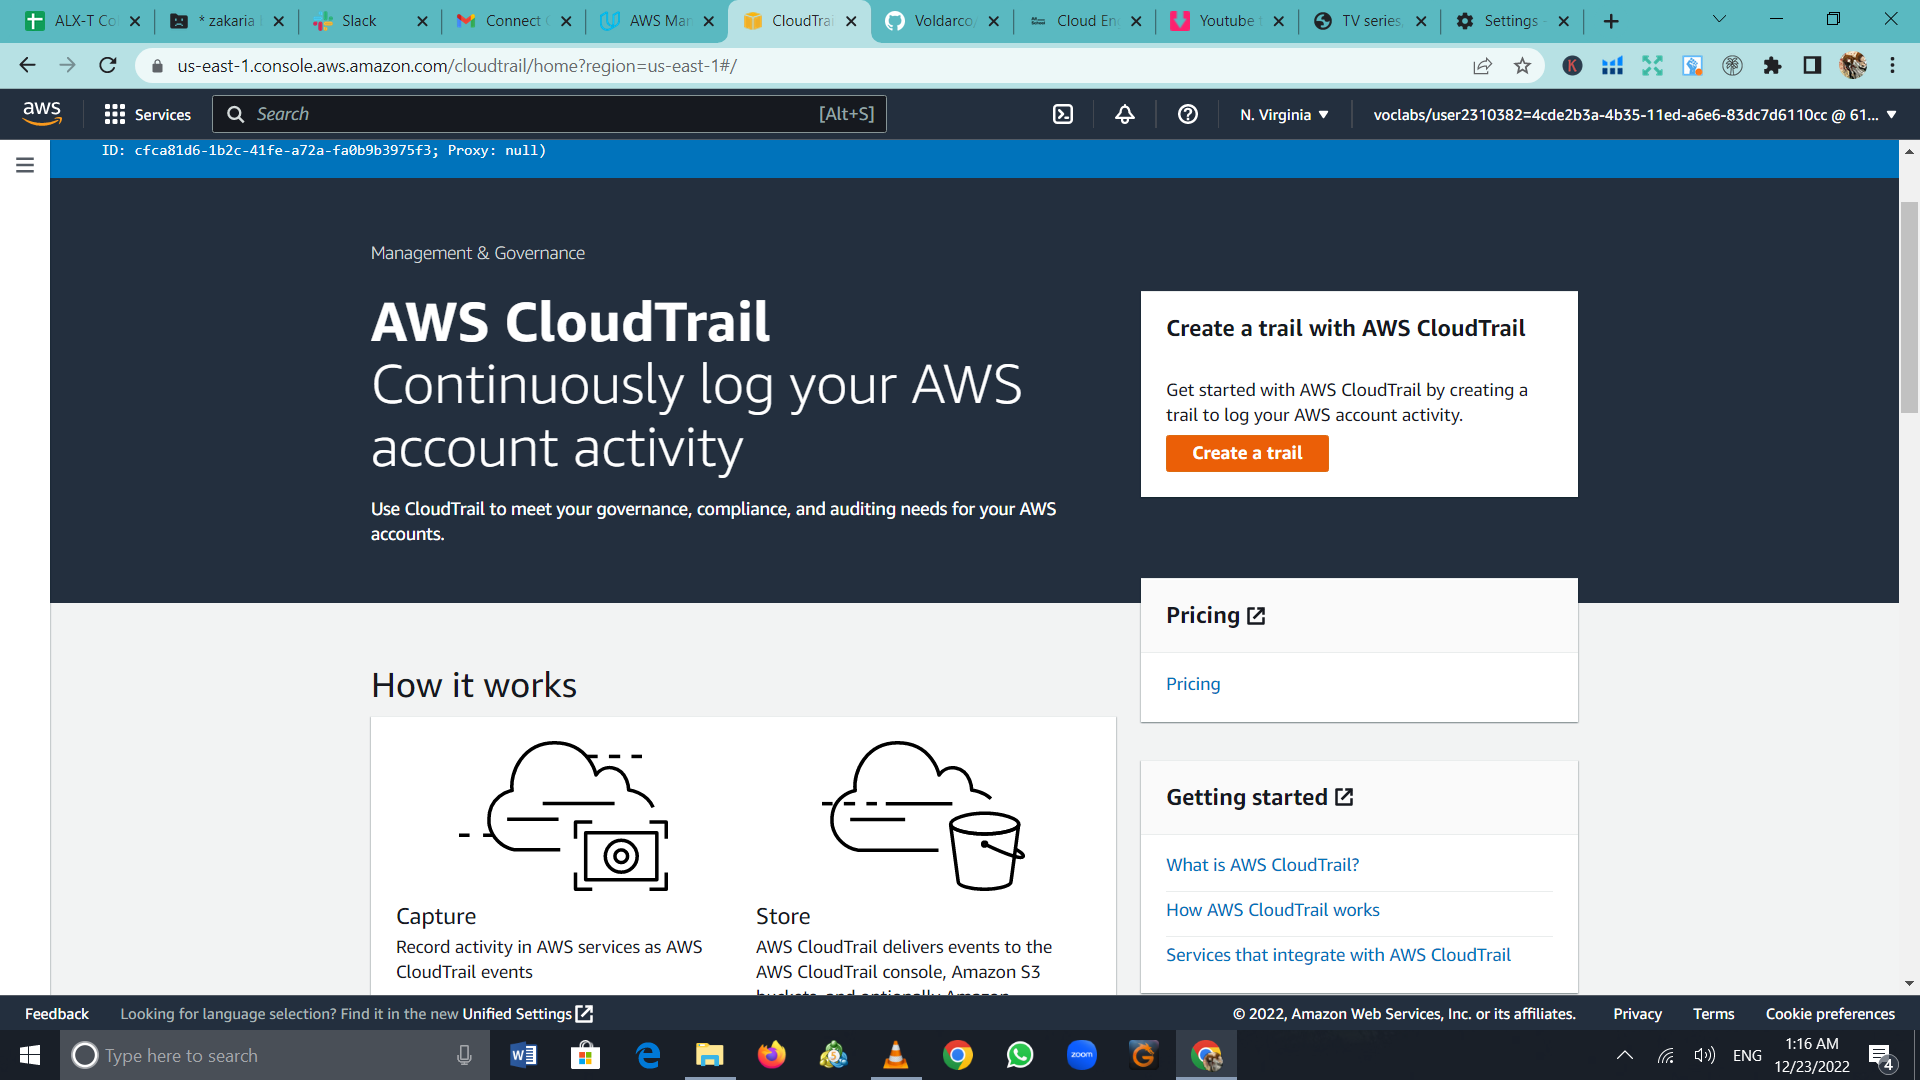 ALX-T Co
* zakaria
Slack
Connect
AWS Man
CloudTrai
Voldarco
Cloud En
Youtube
TV series,
Settings
us-east-1.console.aws.amazon.com/cloudtrail/home?region=us-east-1#/
aws
Services
Search
[Alt+S]
N. Virginia
voclabs/user2310382=4cde2b3a-4b35-11ed-a6e6-83dc7d6110cc @ 61...
ID: cfca81d6-1b2c-41fe-a72a-fa0b9b3975f3; Proxy: null)
Management & Governance
AWS CloudTrail
Continuously log your AWS
account activity
Use CloudTrail to meet your governance, compliance, and auditing needs for your AWS
accounts.
Create a trail with AWS CloudTrail
Get started with AWS CloudTrail by creating a
trail to log your AWS account activity.
Create a trail
Pricing
Pricing
How it works
Capture
Record activity in AWS services as AWS
CloudTrail events
Store
AWS CloudTrail delivers events to the
AWS CloudTrail console, Amazon S3
buckets, and optionally Amazon
Getting started
What is AWS CloudTrail?
How AWS CloudTrail works
Services that integrate with AWS CloudTrail
Feedback
Looking for language selection? Find it in the new Unified Settings
© 2022, Amazon Web Services, Inc. or its affiliates.
Privacy
Terms
Cookie preferences
Type here to search
zoom
ENG
1:16 AM
12/23/2022
4